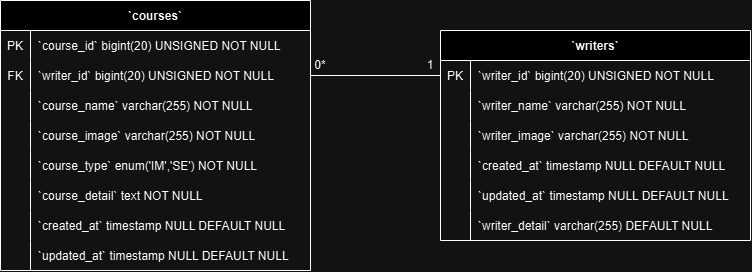 `courses`
PK `course_id` bigint(20) UNSIGNED NOT NULL
FK `writer_id` bigint(20) UNSIGNED NOT NULL
`course_name` varchar(255) NOT NULL
`course_image` varchar(255) NOT NULL
`course_type` enum('IM','SE') NOT NULL
`course_detail` text NOT NULL
`created_at` timestamp NULL DEFAULT NULL
`updated_at` timestamp NULL DEFAULT NULL
0* 1
`writers`
PK `writer_id` bigint(20) UNSIGNED NOT NULL
`writer_name` varchar(255) NOT NULL
`writer_image` varchar(255) NOT NULL
`created_at` timestamp NULL DEFAULT NULL
`updated_at` timestamp NULL DEFAULT NULL
`writer_detail` varchar(255) DEFAULT NULL